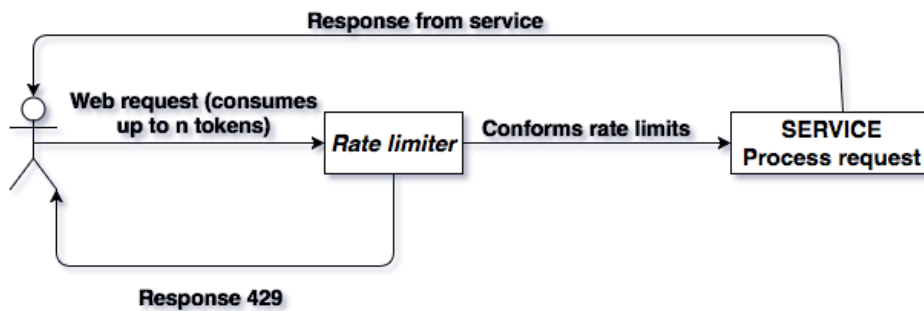 Response from service
Web request (consumes
up to n tokens)
Rate limiter
Conforms rate limits
SERVICE
Process request
Response 429